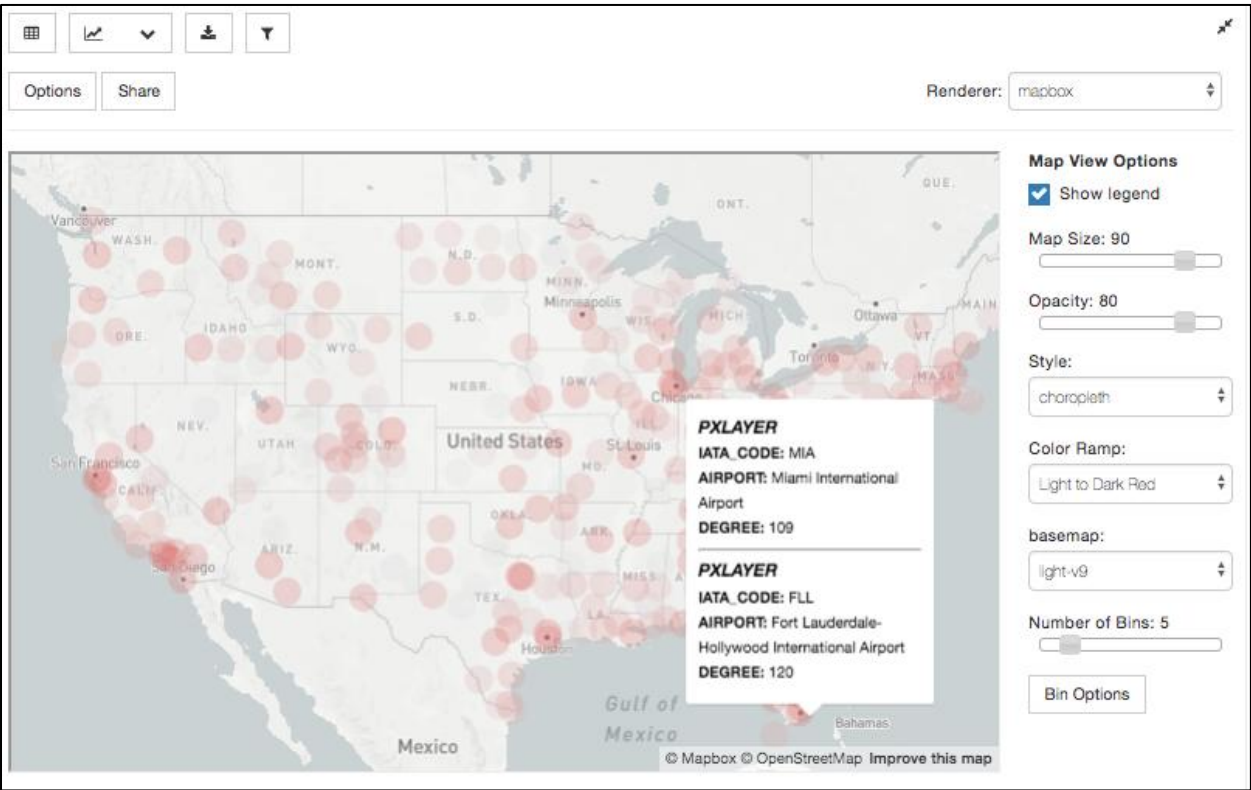 Options
Share
Renderer:
mapbox
Vancouver
WASH.
MONT.
N.D.
MINN.
ONT.
QUE.
Minneapolis
S.D.
WIS.
MICH.
Ottawa
MAIN
VT.
ORE.
IDAHO
WYO.
Toronto
N.Y.
MASS.
NEBR.
IOWA
Chicago
NEV.
UTAH
COLO.
United States
ILL.
St. Louis
MO.
San Francisco
CALIF.
ARIZ.
N.M.
OKLA.
ARK.
San Diego
TEX.
MISS.
A
LA.
Houston
Gulf of
Mexico
Mexico
Bahamas
PXLAYER
IATA_CODE: MIA
AIRPORT: Miami International
Airport
DEGREE: 109
PXLAYER
IATA_CODE: FLL
AIRPORT: Fort Lauderdale-
Hollywood International Airport
DEGREE: 120
© Mapbox © OpenStreetMap Improve this map
Map View Options
Show legend
Map Size: 90
Opacity: 80
Style:
choropleth
Color Ramp:
Light to Dark Red
basemap:
light-v9
Number of Bins: 5
Bin Options